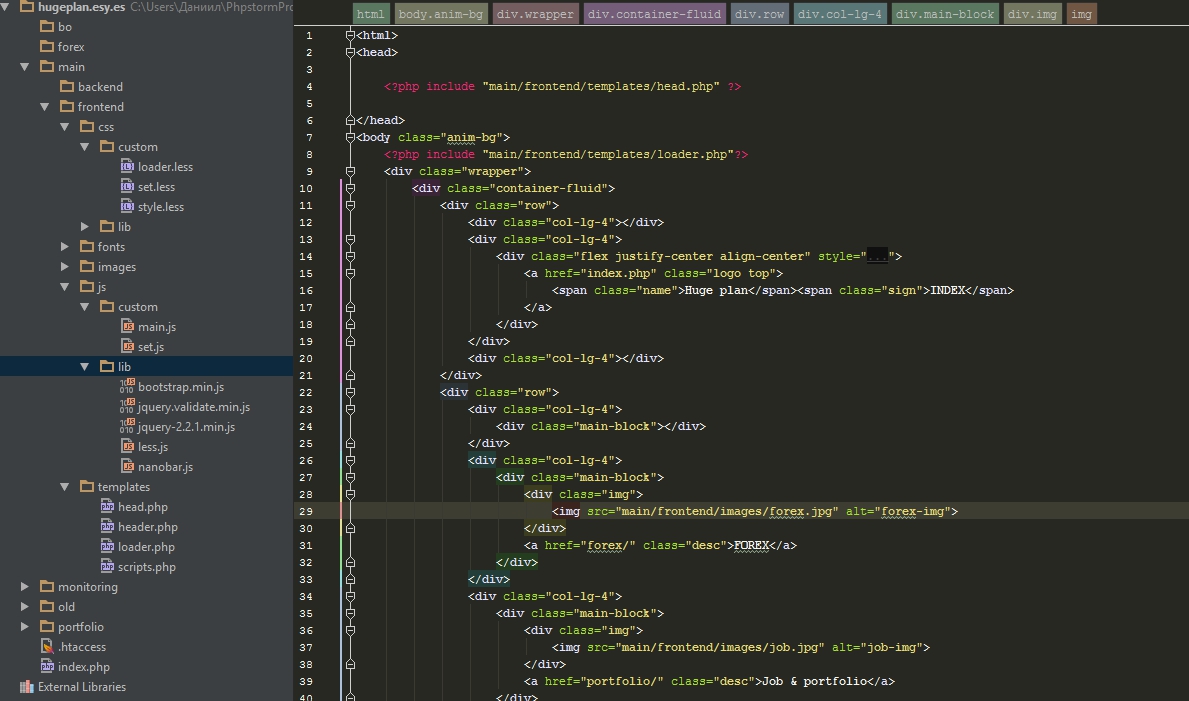 hugeplan.esy.es C:\Users\Даниил\PhpstormPro
bo
forex
main
backend
frontend
css
custom
loader.less
set.less
style.less
lib
fonts
images
js
custom
main.js
set.js
lib
bootstrap.min.js
jquery.validate.min.js
jquery-2.2.1.min.js
less.js
nanobar.js
templates
head.php
header.php
loader.php
scripts.php
monitoring
old
portfolio
.htaccess
index.php
External Libraries
html body.anim-bg div.wrapper div.container-fluid div.row div.col-lg-4 div.main-block div.img img
1 <html>
2 <head>
3
4 <?php include "main/frontend/templates/head.php" ?>
5
6 </head>
7 <body class="anim-bg">
8 <?php include "main/frontend/templates/loader.php"?>
9 <div class="wrapper">
10 <div class="container-fluid">
11 <div class="row">
12 <div class="col-lg-4"></div>
13 <div class="col-lg-4">
14 <div class="flex justify-center align-center" style="...">
15 <a href="index.php" class="logo top">
16 <span class="name">Huge plan</span><span class="sign">INDEX</span>
17 </a>
18 </div>
19 </div>
20 <div class="col-lg-4"></div>
21 </div>
22 <div class="row">
23 <div class="col-lg-4">
24 <div class="main-block"></div>
25 </div>
26 <div class="col-lg-4">
27 <div class="main-block">
28 <div class="img">
29 <img src="main/frontend/images/forex.jpg" alt="forex-img">
30 </div>
31 <a href="forex/" class="desc">FOREX</a>
32 </div>
33 </div>
34 <div class="col-lg-4">
35 <div class="main-block">
36 <div class="img">
37 <img src="main/frontend/images/job.jpg" alt="job-img">
38 </div>
39 <a href="portfolio/" class="desc">Job & portfolio</a>
40 </div>